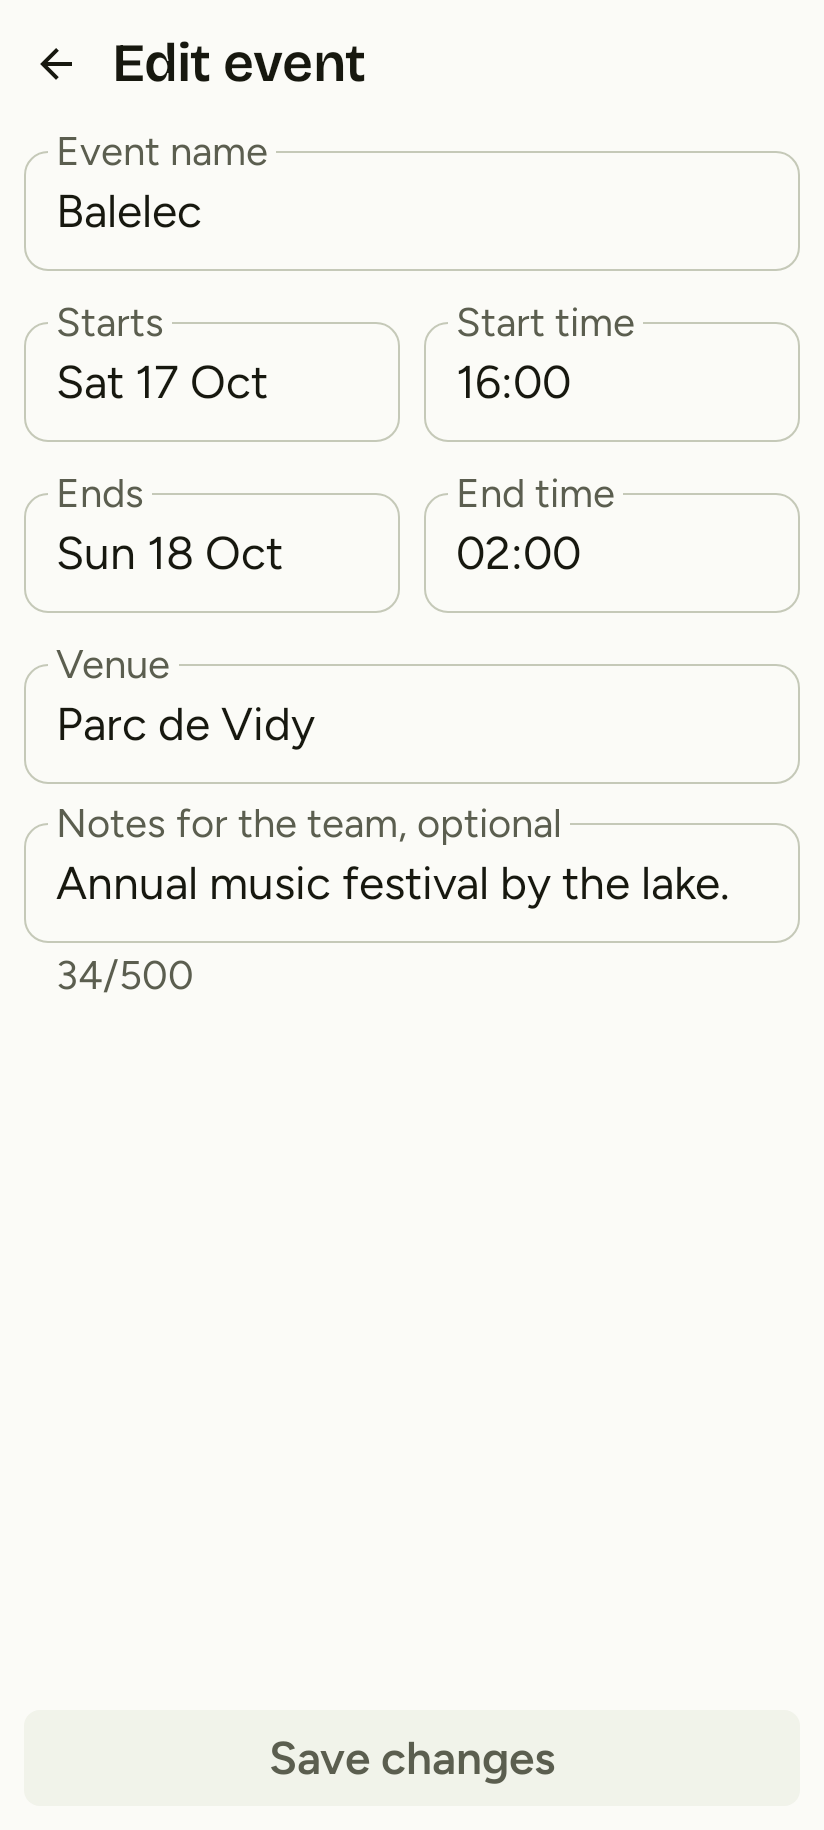 Edit event
Event name
Balelec
Starts
Sat 17 Oct
Start time
16:00
Ends
Sun 18 Oct
End time
02:00
Venue
Parc de Vidy
Notes for the team, optional
Annual music festival by the lake.
34/500
Save changes